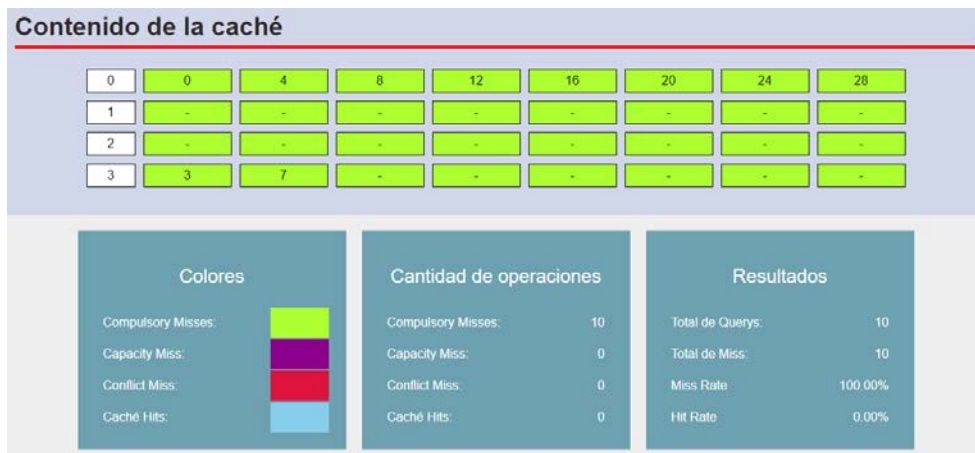 Contenido de la caché
0 0 4 8 12 16 20 24 28
1 - - - - - - - -
2 - - - - - - - -
3 3 7 - - - - - -
Colores
Compulsory Misses:
Capacity Miss:
Conflict Miss:
Caché Hits:
Cantidad de operaciones
Compulsory Misses: 10
Capacity Miss: 0
Conflict Miss: 0
Caché Hits: 0
Resultados
Total de Querys: 10
Total de Miss: 10
Miss Rate 100.00%
Hit Rate 0.00%